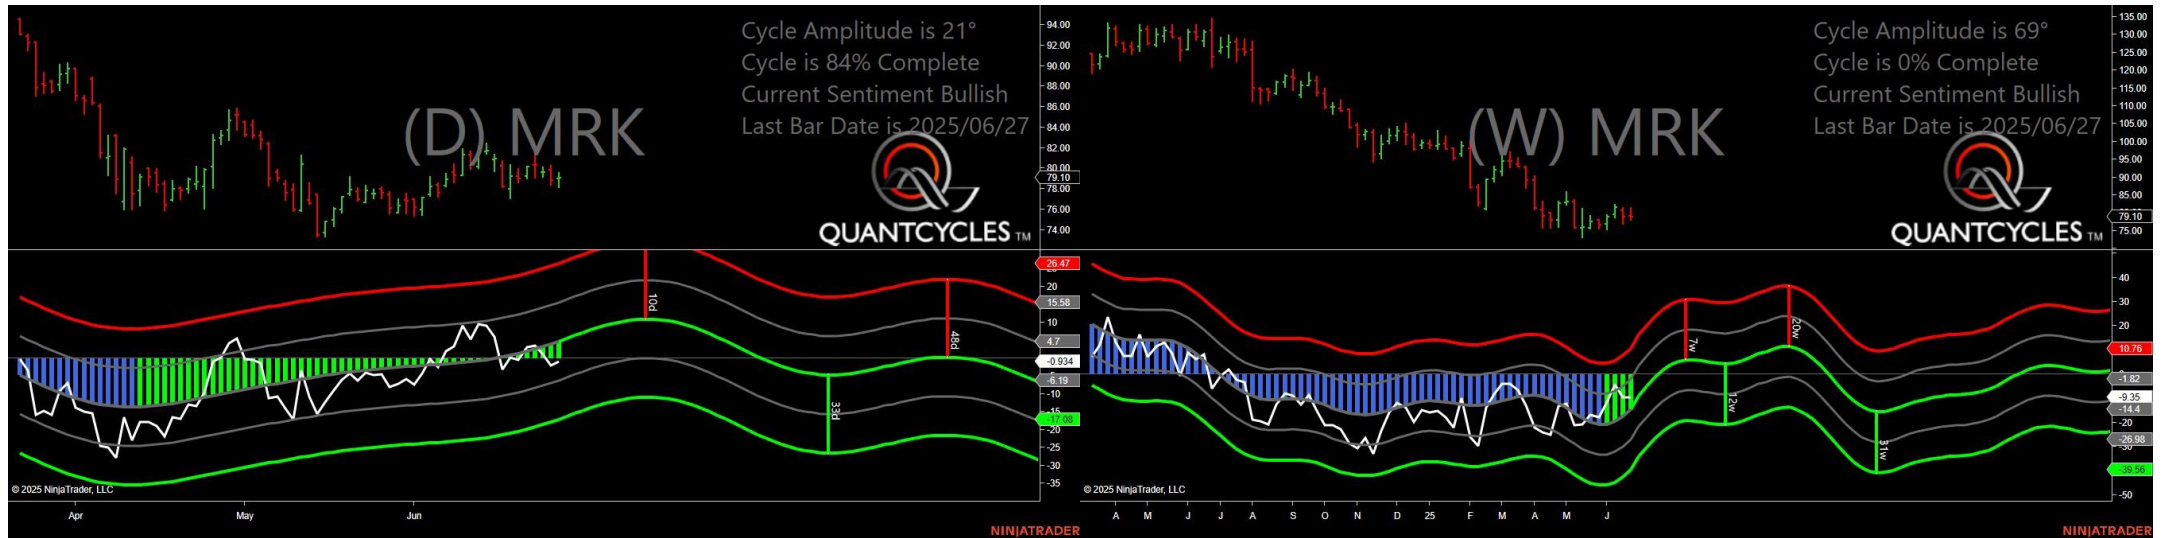 Cycle Amplitude is 21°
Cycle is 84% Complete
Current Sentiment Bullish
Last Bar Date is 2025/06/27
(D) MRK
QUANTCYCLES TM
94.00
92.00
90.00
88.00
86.00
84.00
82.00
80.00
79.10
78.00
76.00
74.00
26.47
20
15.58
10
4.7
-0.934
-6.19
-10
-15
-17.08
-20
-25
-30
-35
10d
33d
48d
© 2025 NinjaTrader, LLC
Apr
May
Jun
NINJATRADER
Cycle Amplitude is 69°
Cycle is 0% Complete
Current Sentiment Bullish
Last Bar Date is 2025/06/27
(W) MRK
QUANTCYCLES TM
135.00
130.00
125.00
120.00
115.00
110.00
105.00
100.00
95.00
90.00
85.00
79.10
75.00
40
30
20
10.76
-1.82
-9.35
-14.4
-20
-26.98
-39.56
-50
7w
12w
20w
31w
© 2025 NinjaTrader, LLC
A M J J A S O N D 25 F M A M J
NINJATRADER